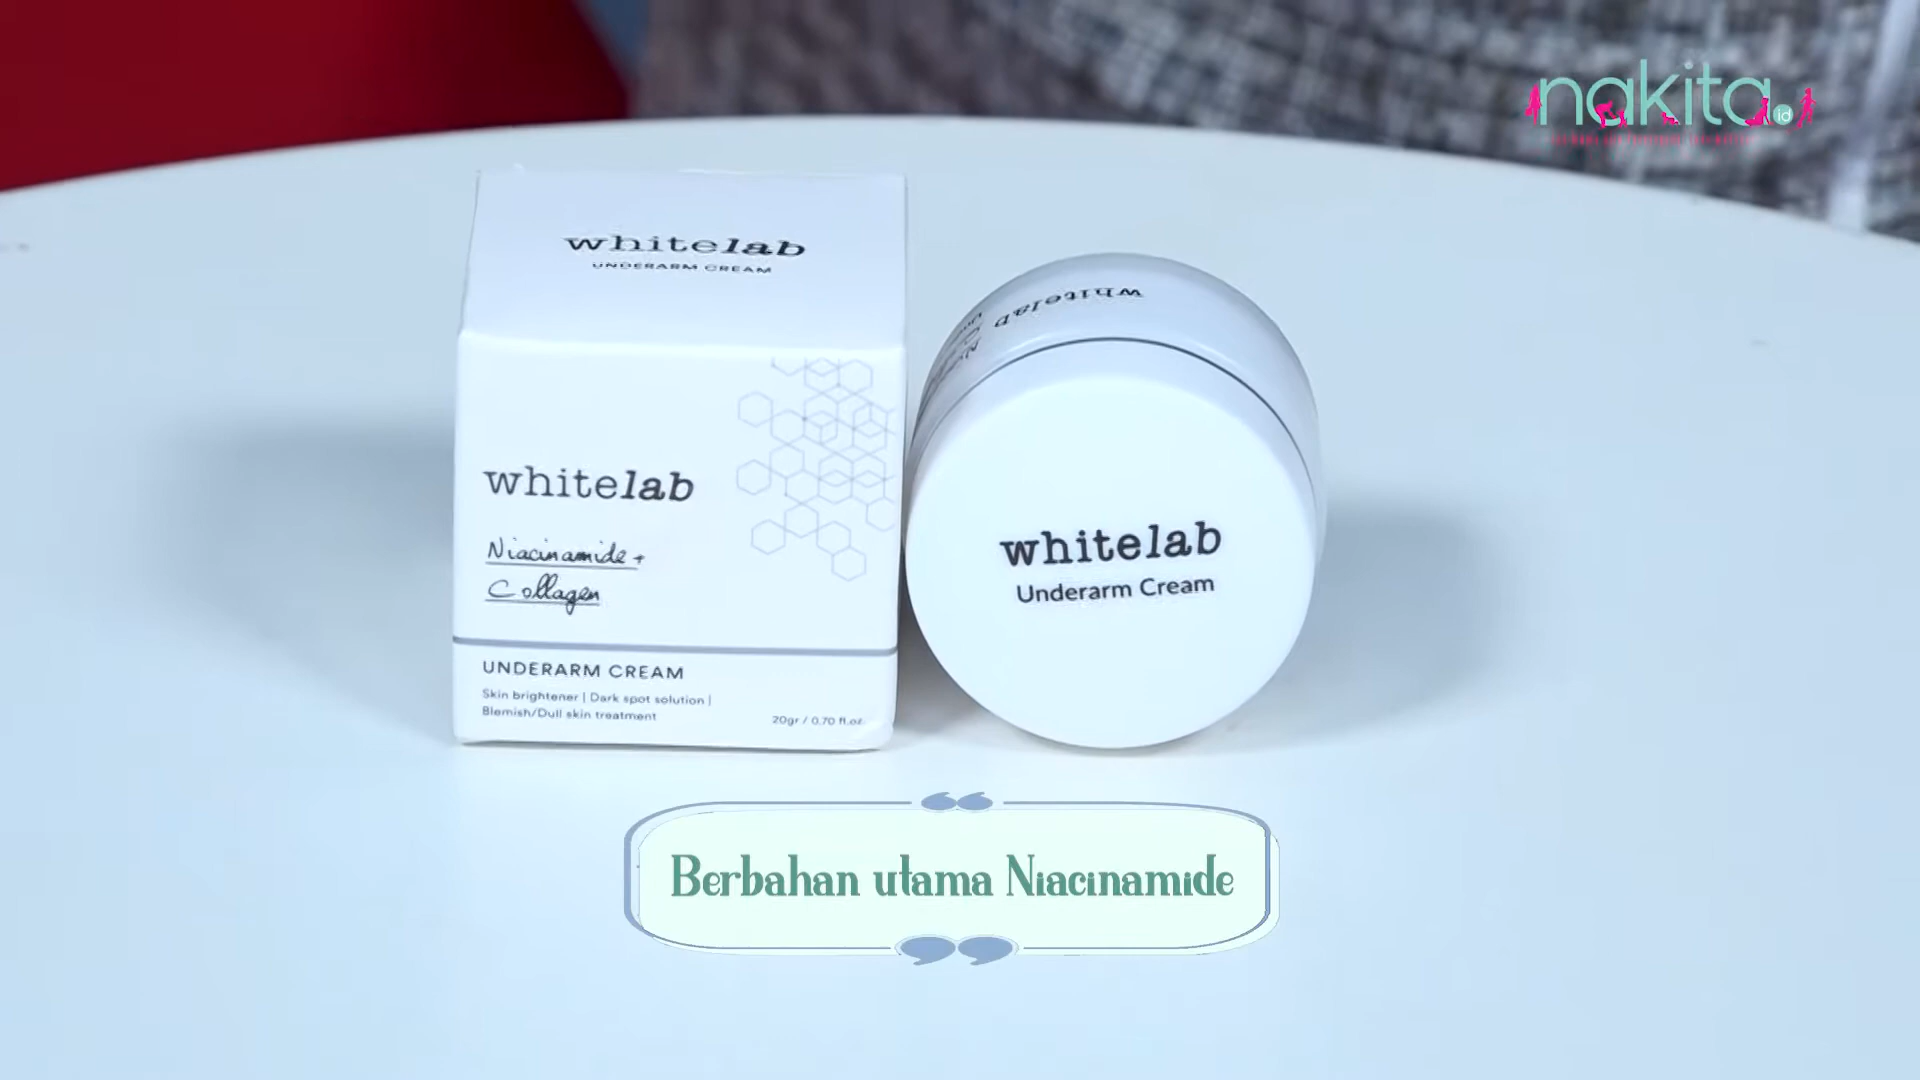 nakita
id
whitelab
UNDERARM CREAM
whitelab
Niacinamide +
Collagen
UNDERARM CREAM
Skin brightener | Dark spot solution |
Blemish/Dull skin treatment
20gr / 0.70 fl.oz
whitelab
whitelab
Underarm Cream
Berbahan utama Niacinamide